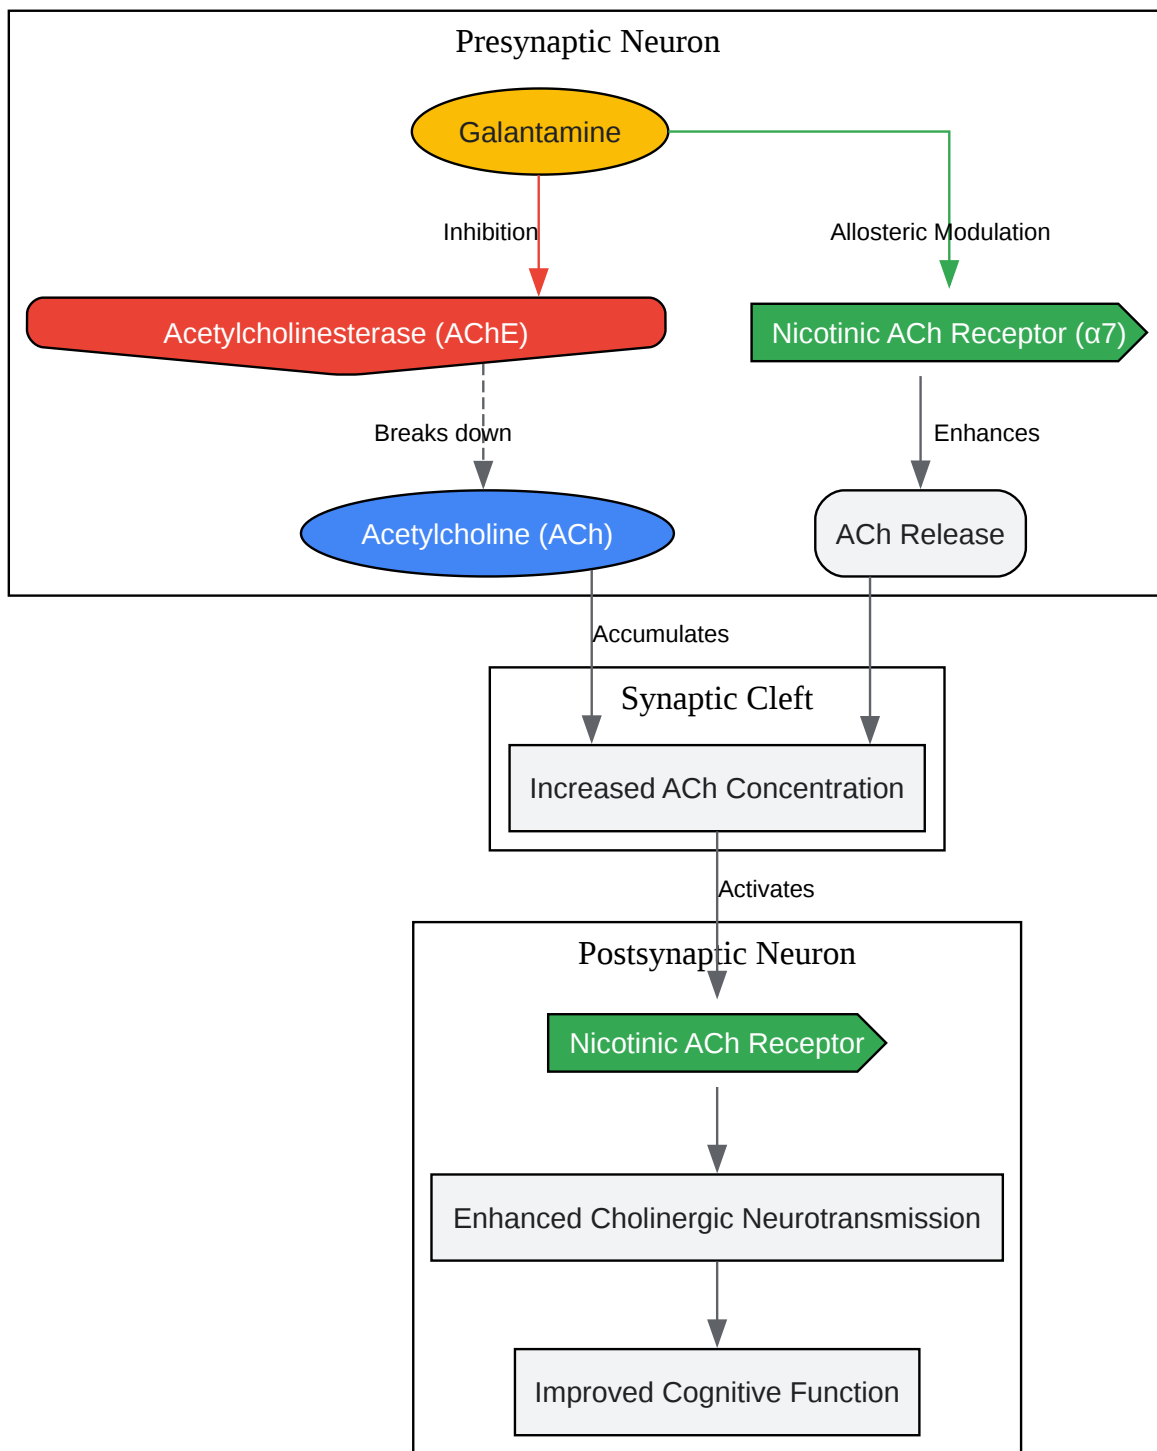 Presynaptic Neuron
Galantamine
Inhibition
Allosteric Modulation
Acetylcholinesterase (AChE)
Nicotinic ACh Receptor (α7)
Breaks down
Enhances
Acetylcholine (ACh)
ACh Release
Accumulates
Synaptic Cleft
Increased ACh Concentration
Activates
Postsynaptic Neuron
Nicotinic ACh Receptor
Enhanced Cholinergic Neurotransmission
Improved Cognitive Function